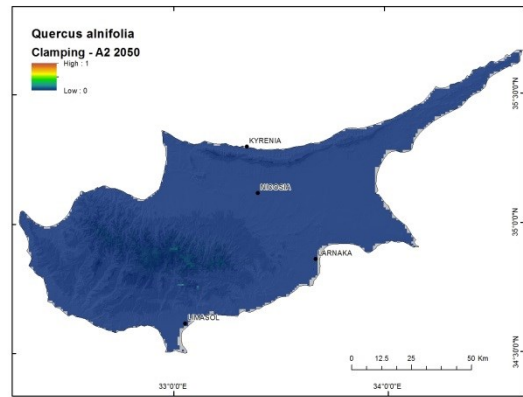 Quercus alnifolia
Clamping - A2 2050
High : 1
Low : 0
KYRENIA
NICOSIA
LARNAKA
LIMASOL
35°30'0"N
35°0'0"N
34°30'0"N
0 12.5 25 50 Km
33°0'0"E 34°0'0"E